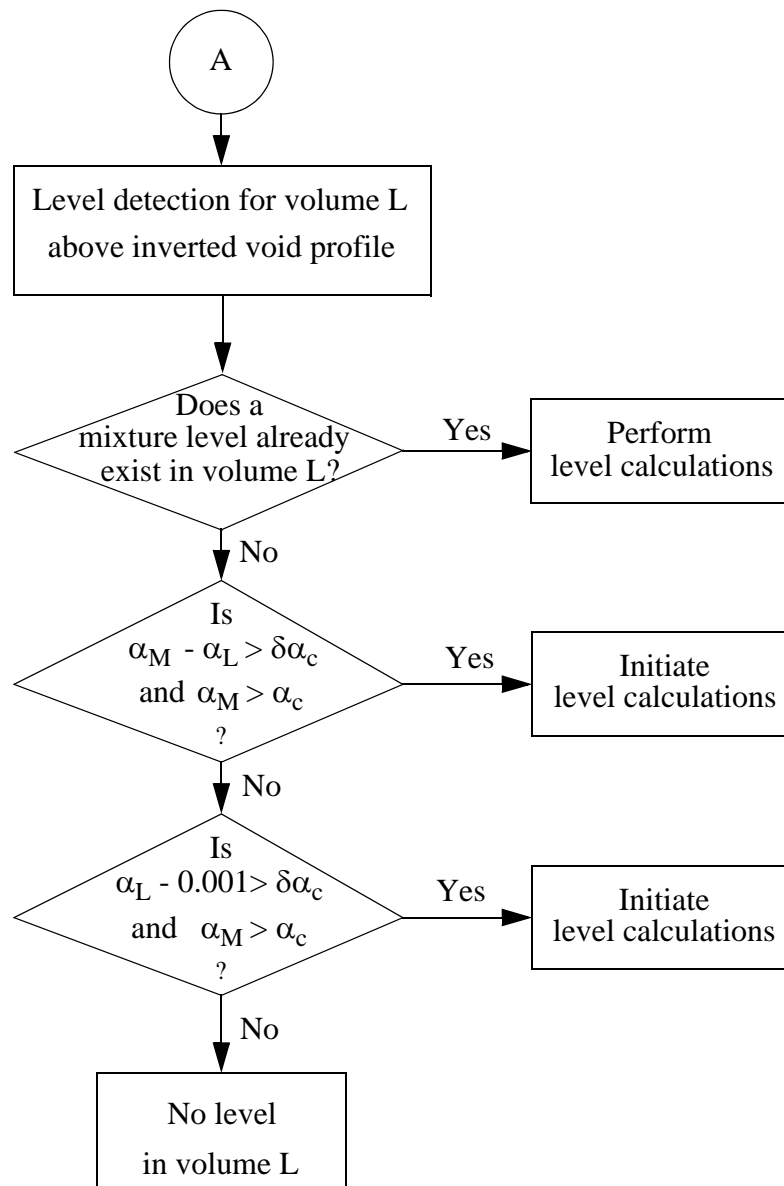 A
Level detection for volume L
above inverted void profile
Does a
mixture level already
exist in volume L?
Yes
Perform
level calculations
No
Is
α_M - α_L > δα_c
and α_M > α_c
?
Yes
Initiate
level calculations
No
Is
α_L - 0.001> δα_c
and α_M > α_c
?
Yes
Initiate
level calculations
No
No level
in volume L